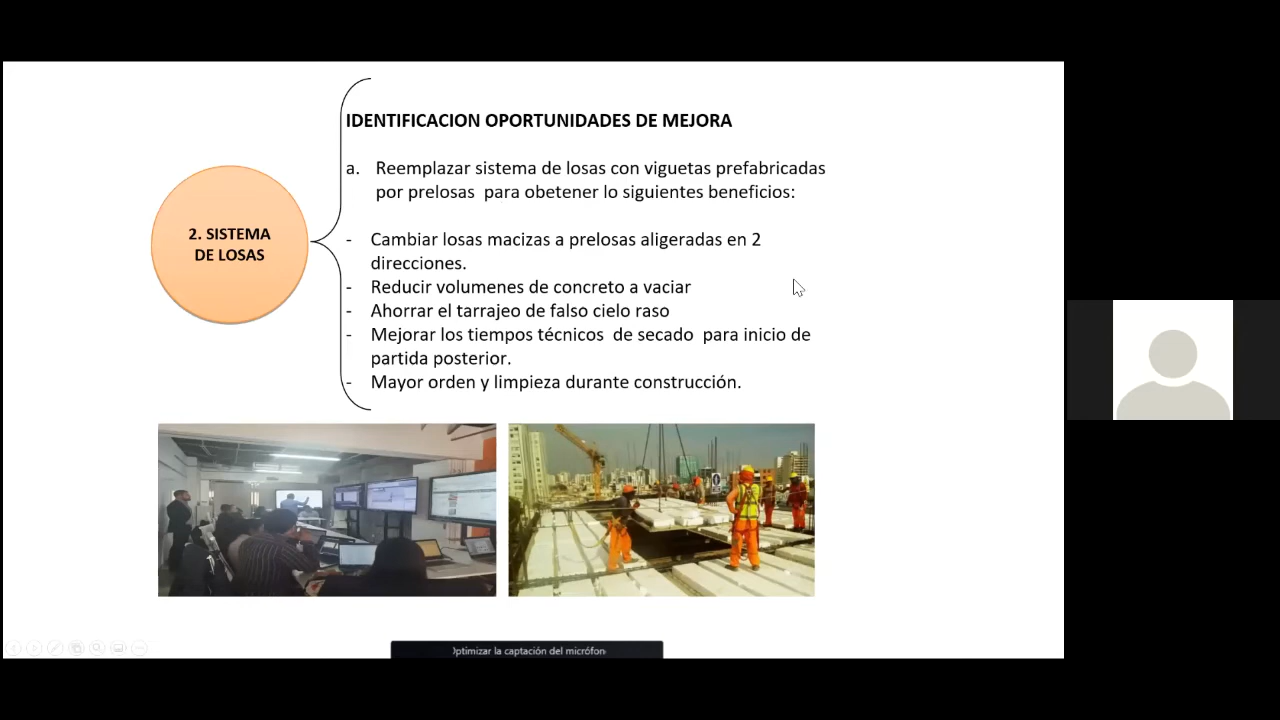 IDENTIFICACION OPORTUNIDADES DE MEJORA
a. Reemplazar sistema de losas con viguetas prefabricadas
por prelosas para obetener lo siguientes beneficios:
2. SISTEMA
DE LOSAS
- Cambiar losas macizas a prelosas aligeradas en 2
direcciones.
- Reducir volumenes de concreto a vaciar
- Ahorrar el tarrajeo de falso cielo raso
- Mejorar los tiempos técnicos de secado para inicio de
partida posterior.
- Mayor orden y limpieza durante construcción.
Optimizar la captación del micrófon